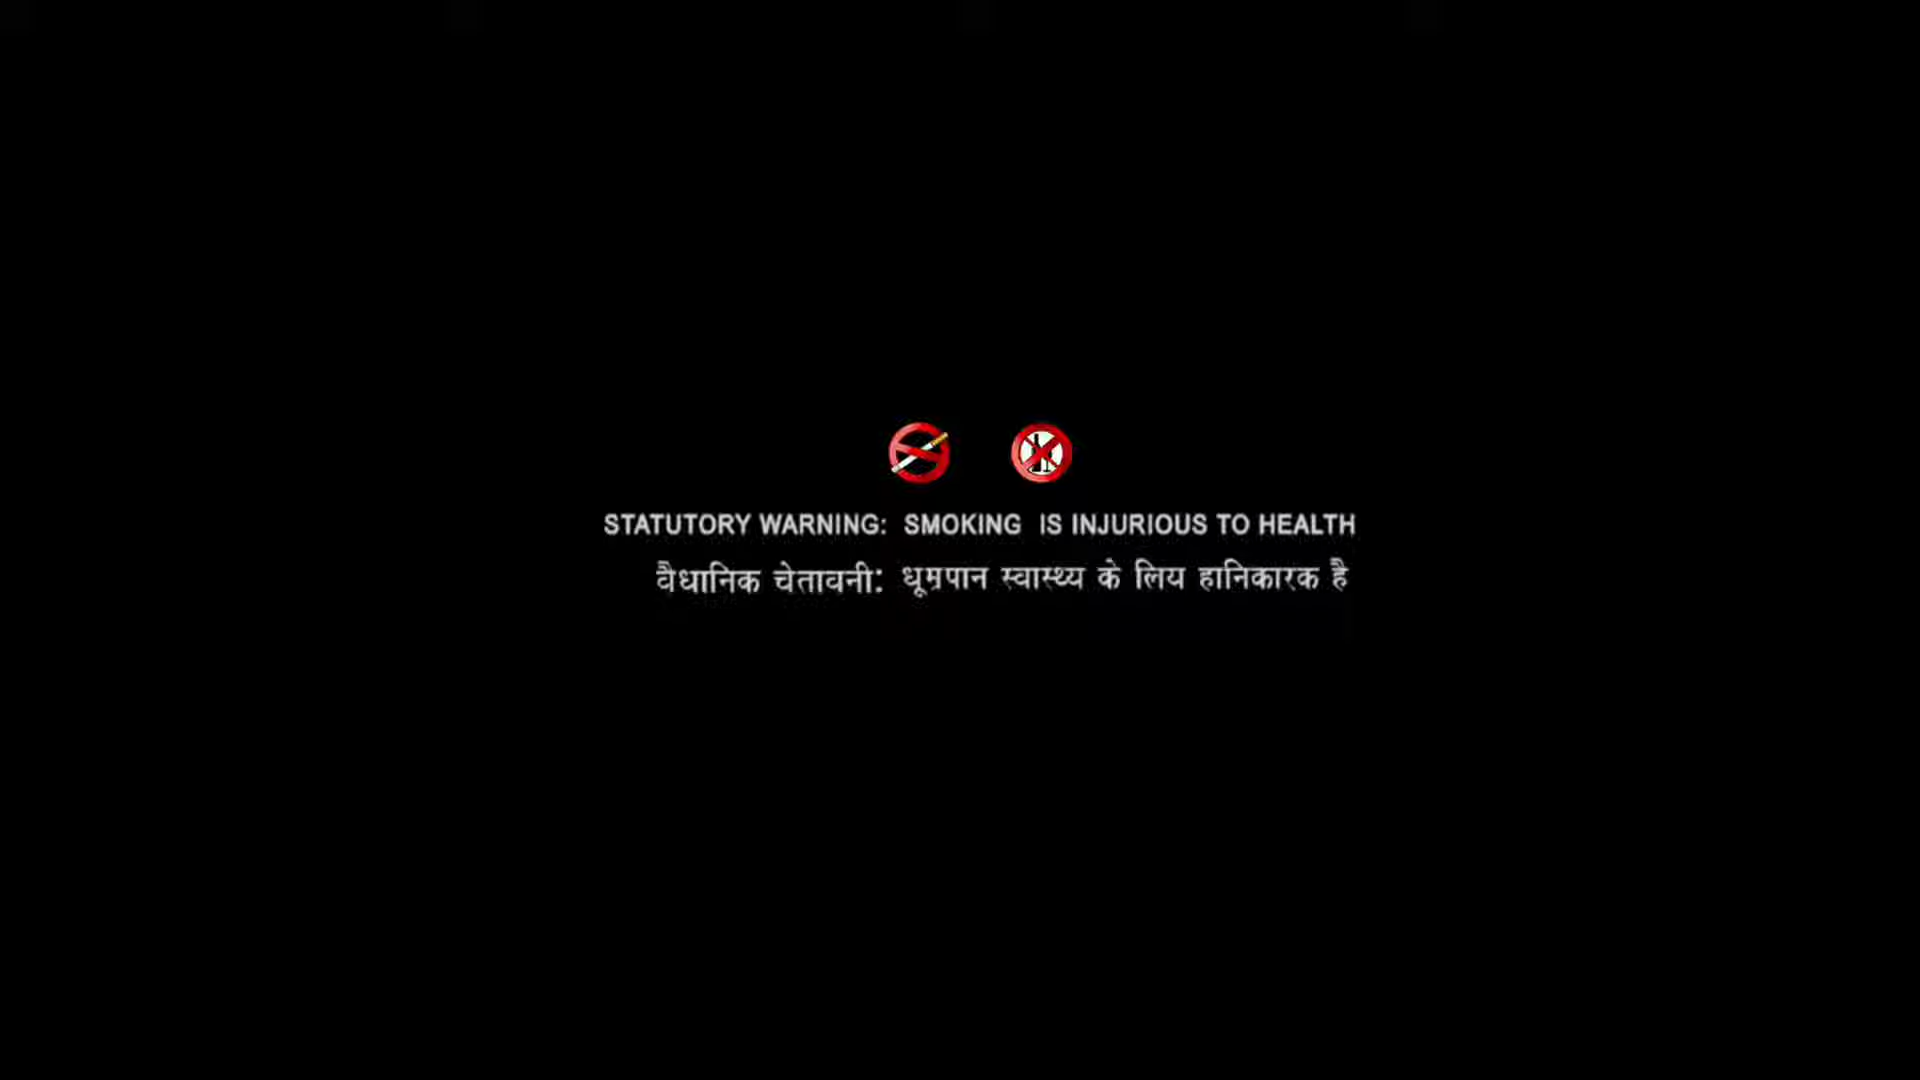 STATUTORY WARNING: SMOKING IS INJURIOUS TO HEALTH
वैधानिक चेतावनी: धूम्रपान स्वास्थ्य के लिय हानिकारक है